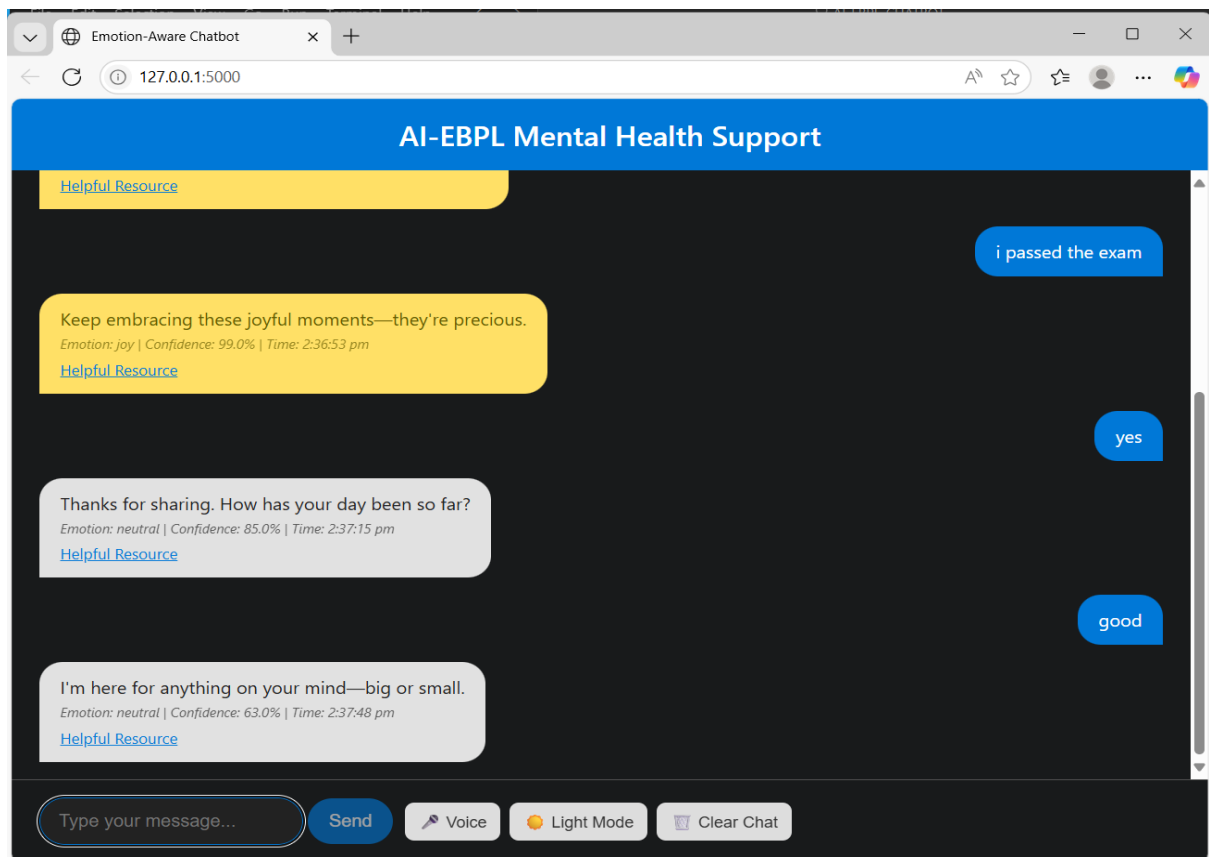 Emotion-Aware Chatbot
127.0.0.1:5000
AI-EBPL Mental Health Support
Helpful Resource
i passed the exam
Keep embracing these joyful moments—they're precious.
Emotion: joy | Confidence: 99.0% | Time: 2:36:53 pm
Helpful Resource
yes
Thanks for sharing. How has your day been so far?
Emotion: neutral | Confidence: 85.0% | Time: 2:37:15 pm
Helpful Resource
good
I'm here for anything on your mind—big or small.
Emotion: neutral | Confidence: 63.0% | Time: 2:37:48 pm
Helpful Resource
Type your message... Send Voice Light Mode Clear Chat